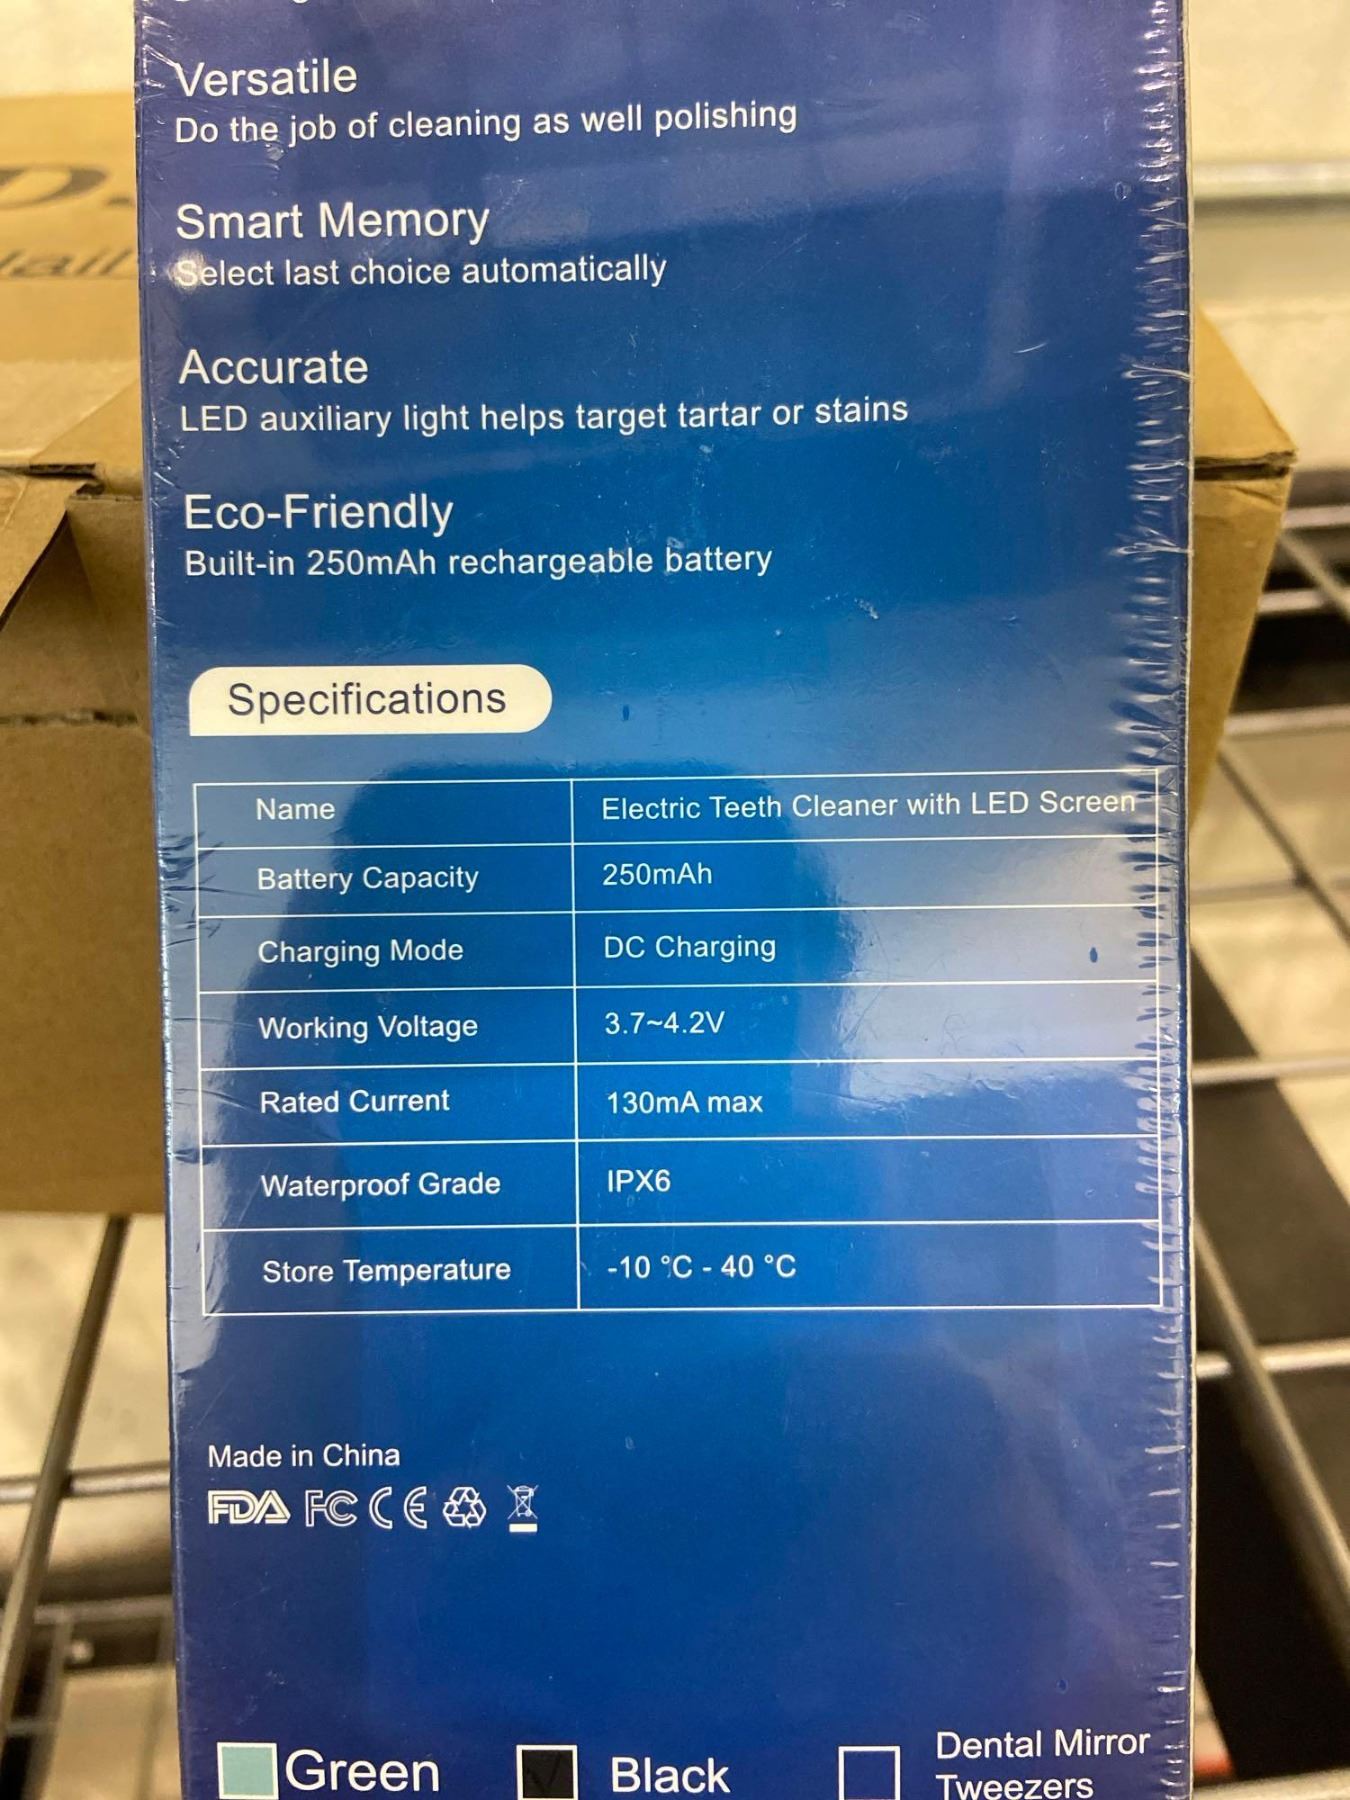 Versatile
Do the job of cleaning as well polishing
Smart Memory
Select last choice automatically
Accurate
LED auxiliary light helps target tartar or stains
Eco-Friendly
Built-in 250mAh rechargeable battery
Specifications
Name Electric Teeth Cleaner with LED Screen
Battery Capacity 250mAh
Charging Mode DC Charging
Working Voltage 3.7~4.2V
Rated Current 130mA max
Waterproof Grade IPX6
Store Temperature -10 °C - 40 °C
Made in China
FDA FC CE
Green Black Dental Mirror
Tweezers